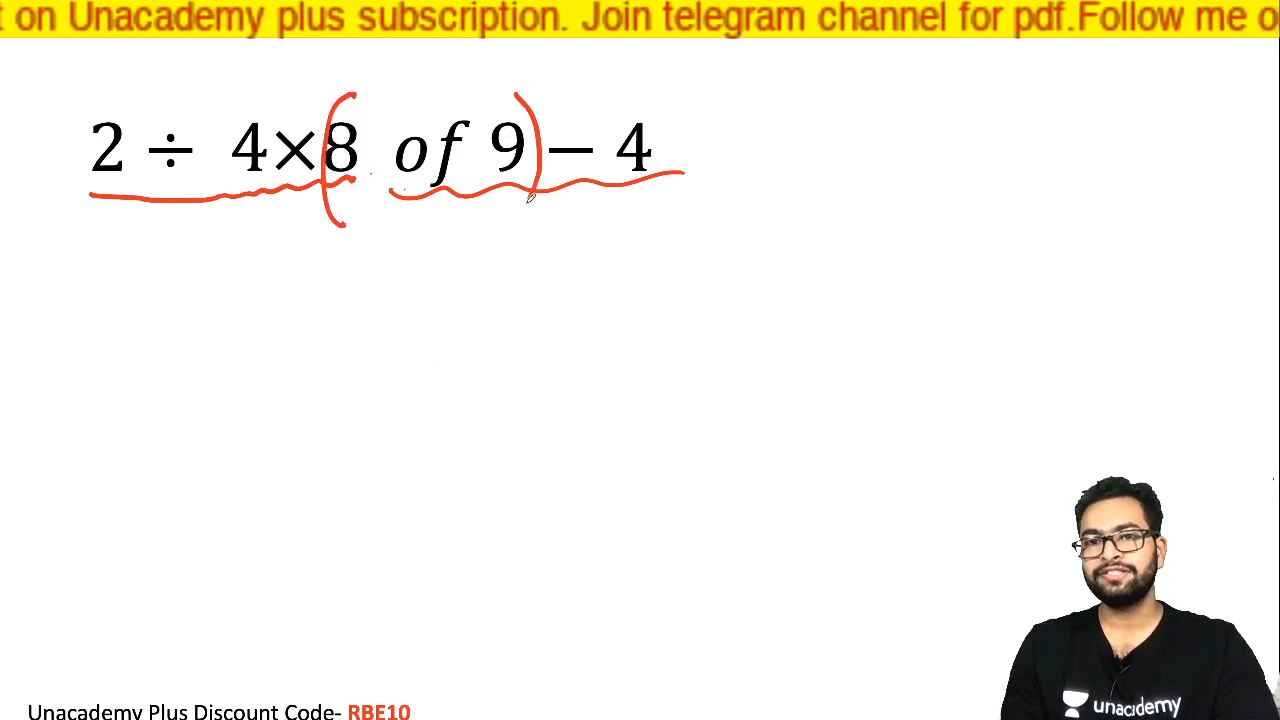 t on Unacademy plus subscription. Join telegram channel for pdf.Follow me o
2 ÷ 4×(8 of 9) − 4
unacademy
Unacademy Plus Discount Code- RBE10